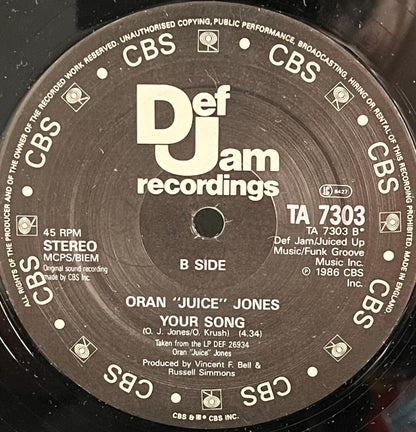 ALL RIGHTS OF THE PRODUCER AND OF THE OWNER OF THE RECORDED WORK RESERVED. UNAUTHORISED COPYING, PUBLIC PERFORMANCE, BROADCASTING, HIRING OR RENTAL OF THIS RECORDING PROHIBITED. MADE IN ENGLAND.
CBS CBS CBS CBS CBS CBS CBS CBS
Def
Jam
recordings
LC 8427
TA 7303
45 RPM
STEREO
MCPS/BIEM
Original sound recording
made by CBS Inc.
B SIDE
TA 7303 B*
Def Jam/Juiced Up
Music/Funk Groove
Music Inc.
℗ 1986 CBS
Inc.
ORAN "JUICE" JONES
YOUR SONG
(O. J. Jones/O. Krush) (4.34)
Taken from the LP DEF 26934
Oran "Juice" Jones
Produced by Vincent F. Bell &
Russell Simmons
CBS & ® CBS INC.